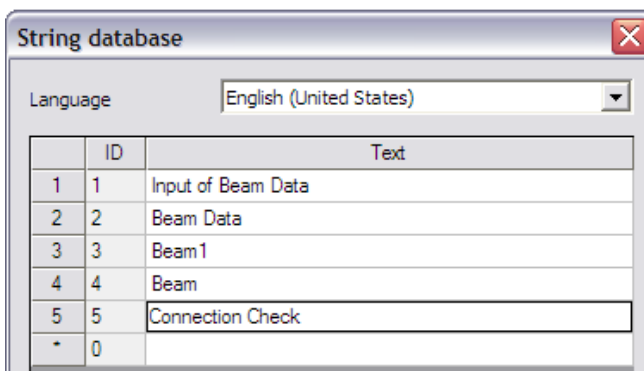 String database
Language English (United States)
ID Text
1 1 Input of Beam Data
2 2 Beam Data
3 3 Beam1
4 4 Beam
5 5 Connection Check
* 0